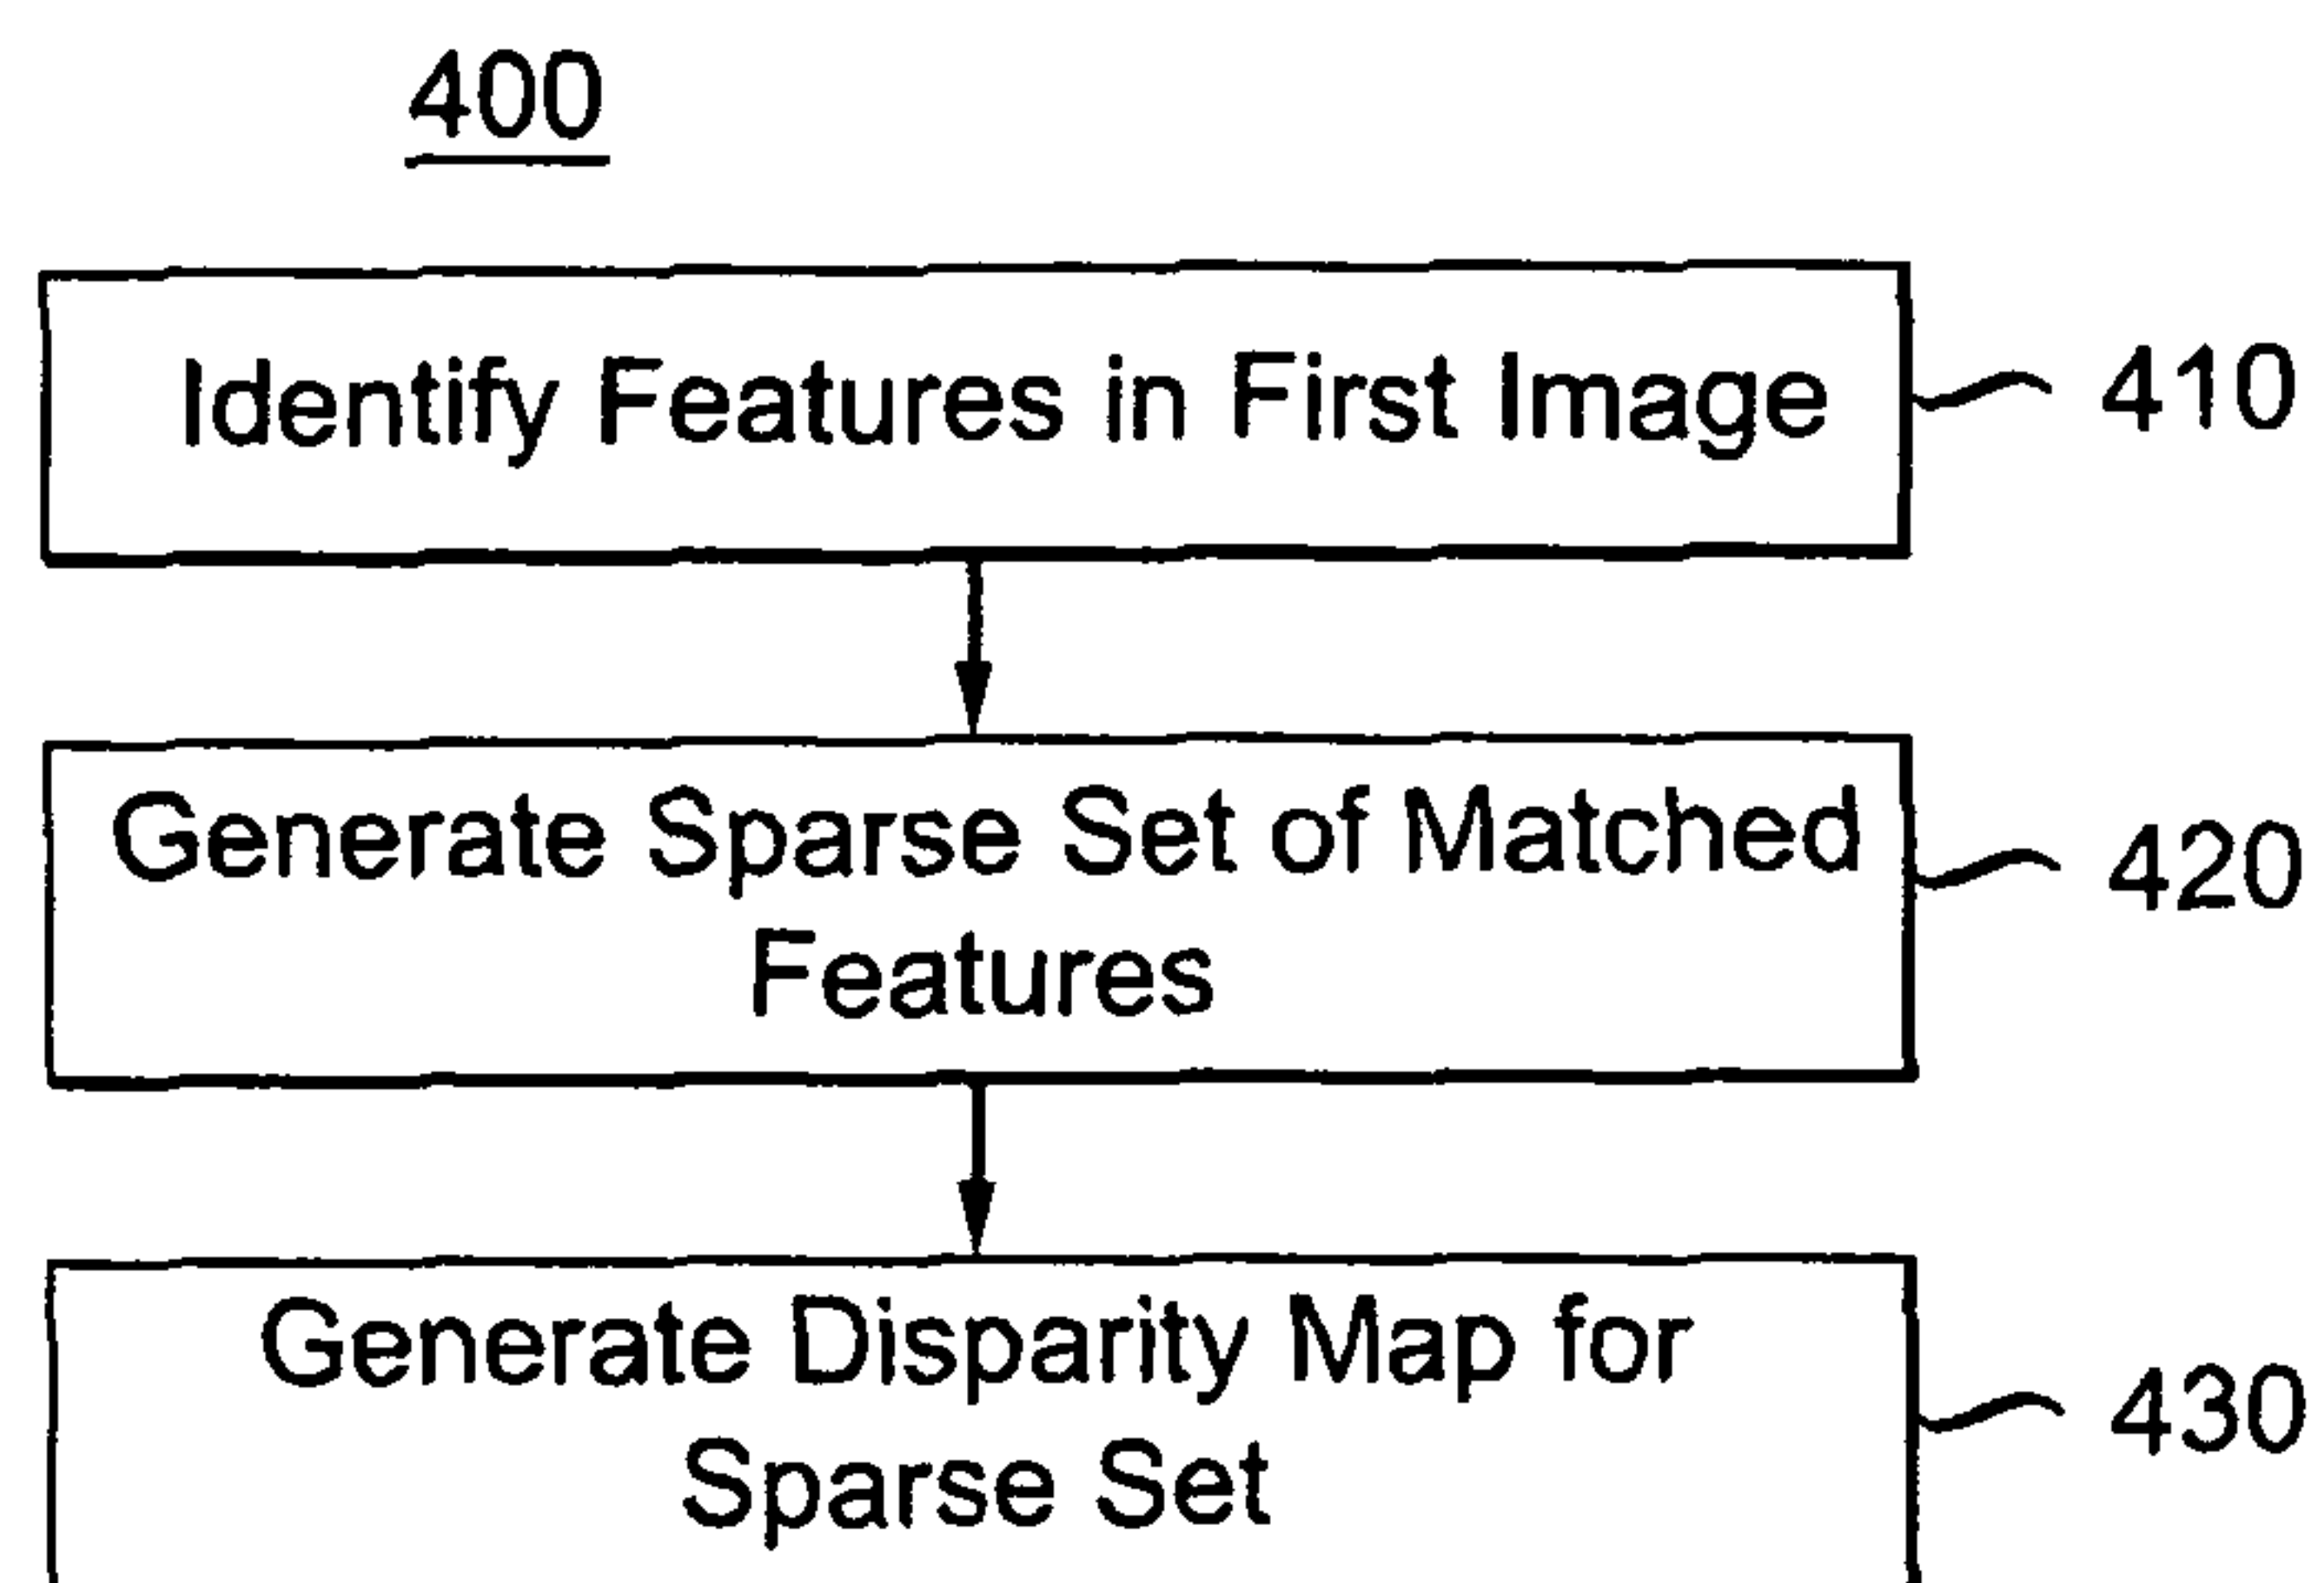 400
Identify Features in First Image
410
Generate Sparse Set of Matched
Features
420
Generate Disparity Map for
Sparse Set
430